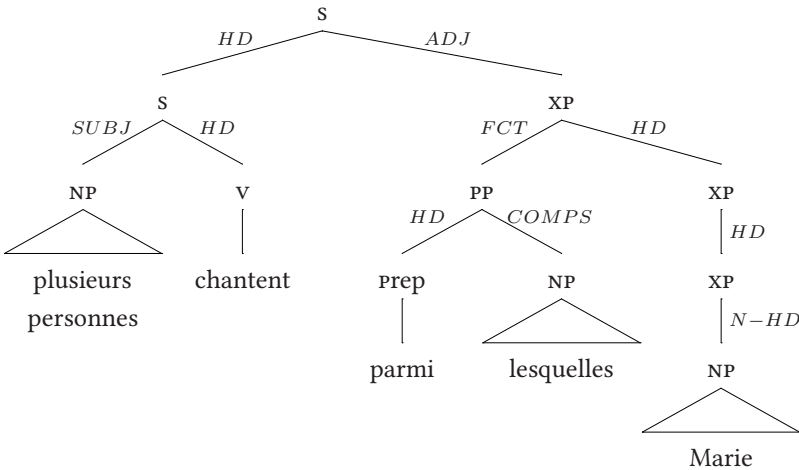 S
HD ADJ
S XP
SUBJ HD FCT HD
NP V PP XP
HD COMPS HD
plusieurs chantent Prep NP XP
personnes
N−HD
parmi lesquelles NP
Marie